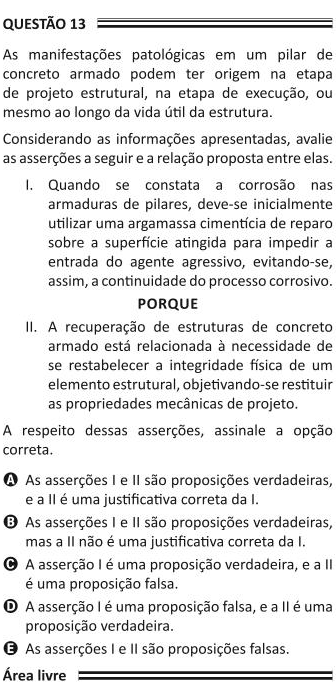 QUESTÃO 13
As manifestações patológicas em um pilar de
concreto armado podem ter origem na etapa
de projeto estrutural, na etapa de execução, ou
mesmo ao longo da vida útil da estrutura.
Considerando as informações apresentadas, avalie
as asserções a seguir e a relação proposta entre elas.
I. Quando se constata a corrosão nas
armaduras de pilares, deve-se inicialmente
utilizar uma argamassa cimentícia de reparo
sobre a superfície atingida para impedir a
entrada do agente agressivo, evitando-se,
assim, a continuidade do processo corrosivo.
PORQUE
II. A recuperação de estruturas de concreto
armado está relacionada à necessidade de
se restabelecer a integridade física de um
elemento estrutural, objetivando-se restituir
as propriedades mecânicas de projeto.
A respeito dessas asserções, assinale a opção
correta.
A As asserções I e II são proposições verdadeiras,
e a II é uma justificativa correta da I.
B As asserções I e II são proposições verdadeiras,
mas a II não é uma justificativa correta da I.
C A asserção I é uma proposição verdadeira, e a II
é uma proposição falsa.
D A asserção I é uma proposição falsa, e a II é uma
proposição verdadeira.
E As asserções I e II são proposições falsas.
Área livre